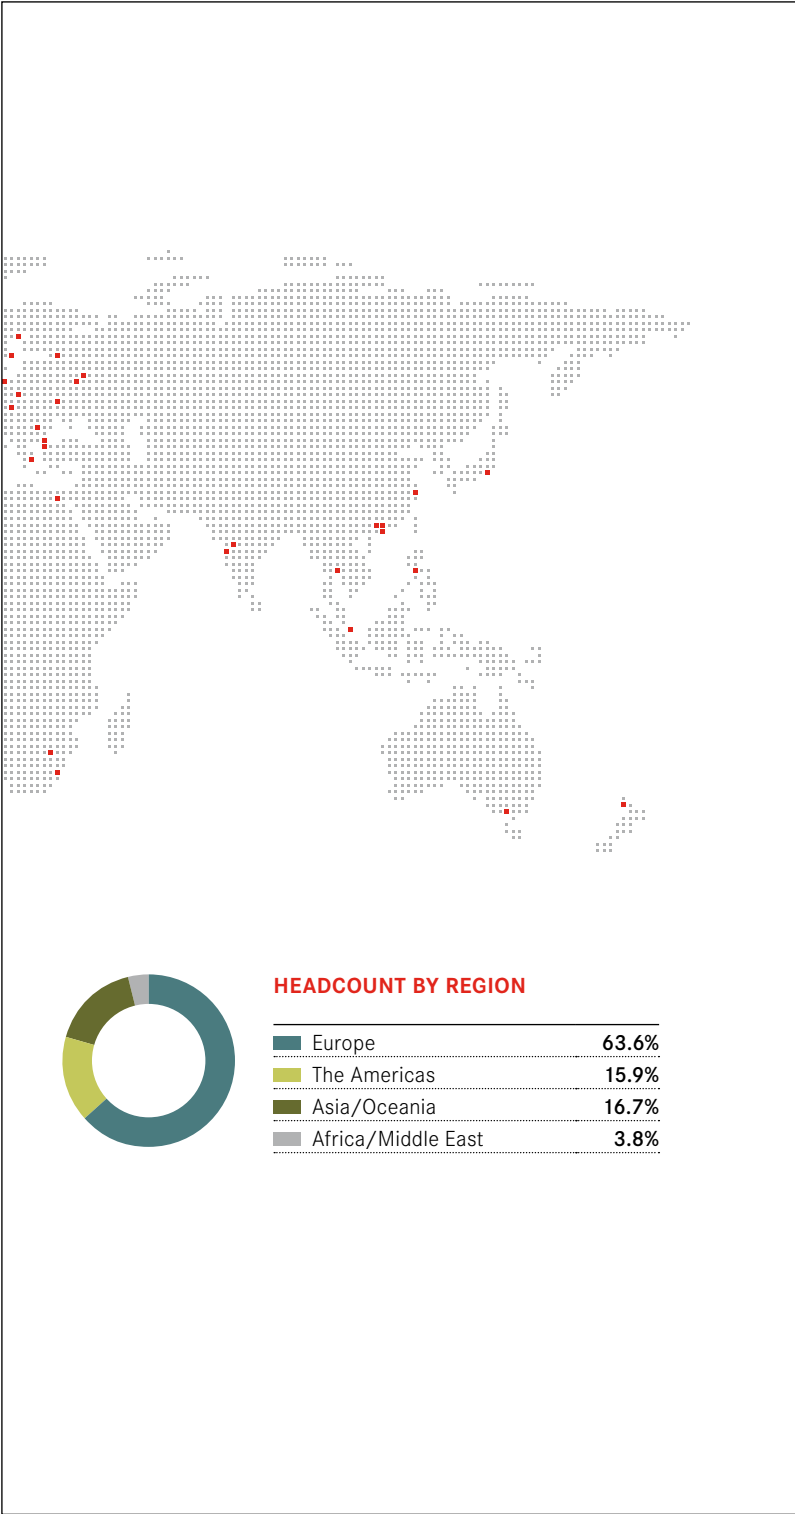 HEADCOUNT BY REGION
Europe 63.6%
The Americas 15.9%
Asia/Oceania 16.7%
Africa/Middle East 3.8%